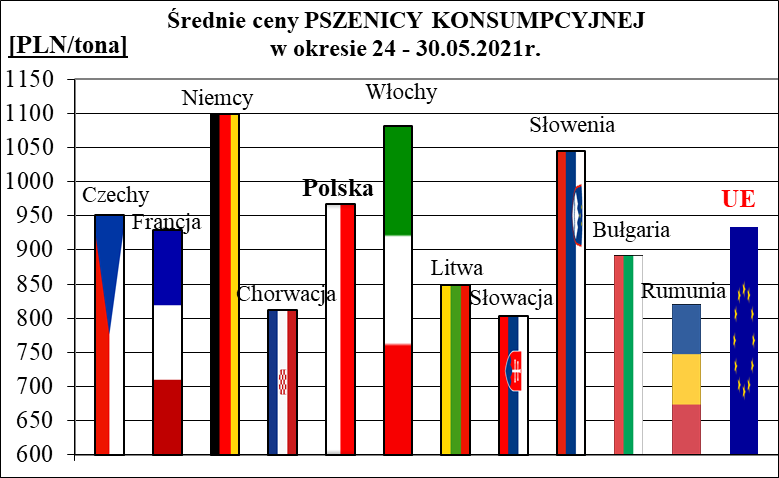 Średnie ceny PSZENICY KONSUMPCYJNEJ
w okresie 24 - 30.05.2021r.
[PLN/tona]
1150
1100
1050
1000
950
900
850
800
750
700
650
600
Czechy
Francja
Niemcy
Chorwacja
Polska
Włochy
Litwa
Słowacja
Słowenia
Bułgaria
Rumunia
UE